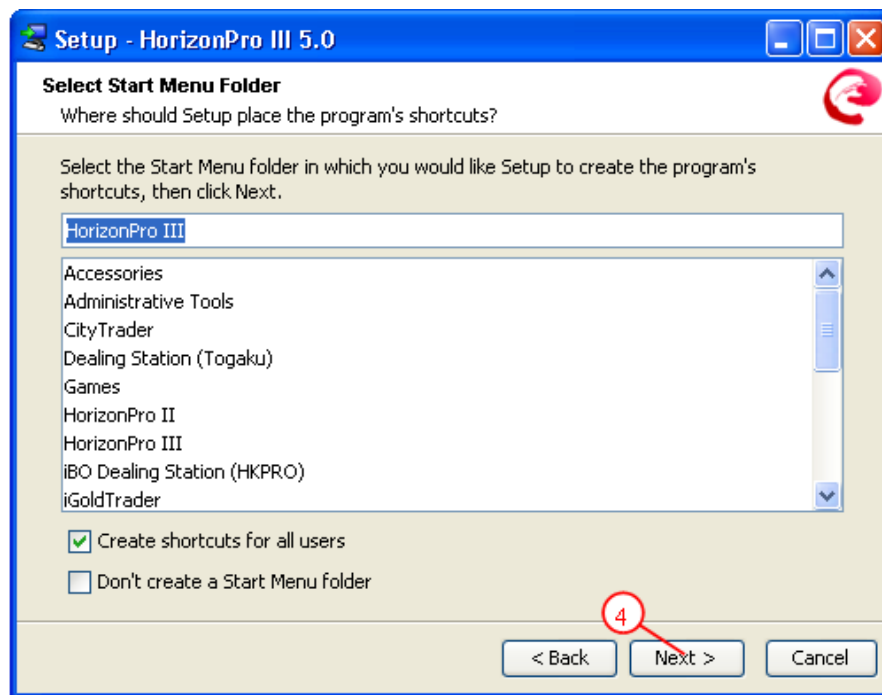 Setup - HorizonPro III 5.0
Select Start Menu Folder
Where should Setup place the program's shortcuts?
Select the Start Menu folder in which you would like Setup to create the program's
shortcuts, then click Next.
HorizonPro III
Accessories
Administrative Tools
CityTrader
Dealing Station (Togaku)
Games
HorizonPro II
HorizonPro III
iBO Dealing Station (HKPRO)
iGoldTrader
Create shortcuts for all users
Don't create a Start Menu folder
4
< Back Next > Cancel